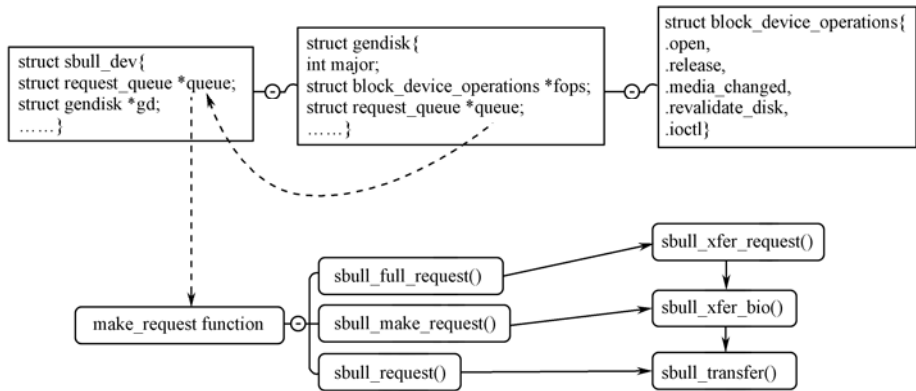 struct sbull_dev{
struct request_queue *queue;
struct gendisk *gd;
……}
struct gendisk{
int major;
struct block_device_operations *fops;
struct request_queue *queue;
……}
struct block_device_operations{
.open,
.release,
.media_changed,
.revalidate_disk,
.ioctl}
make_request function
sbull_full_request()
sbull_make_request()
sbull_request()
sbull_xfer_request()
sbull_xfer_bio()
sbull_transfer()